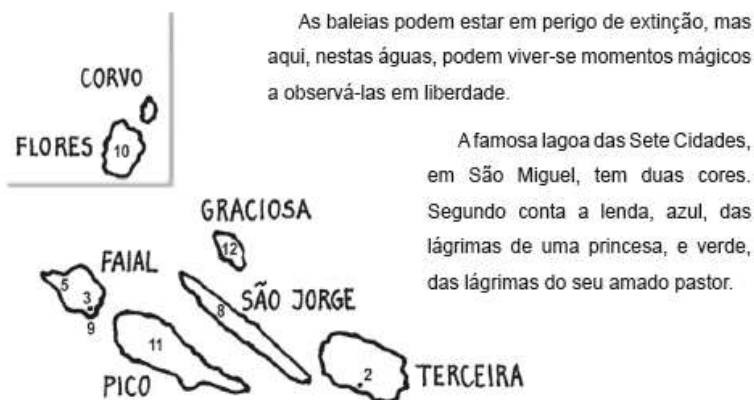 As baleias podem estar em perigo de extinção, mas
aqui, nestas águas, podem viver-se momentos mágicos
a observá-las em liberdade.
CORVO
FLORES
10
A famosa lagoa das Sete Cidades,
em São Miguel, tem duas cores.
Segundo conta a lenda, azul, das
lágrimas de uma princesa, e verde,
das lágrimas do seu amado pastor.
GRACIOSA
12
FAIAL
5
3
9
SÃO JORGE
8
11
PICO
2
TERCEIRA